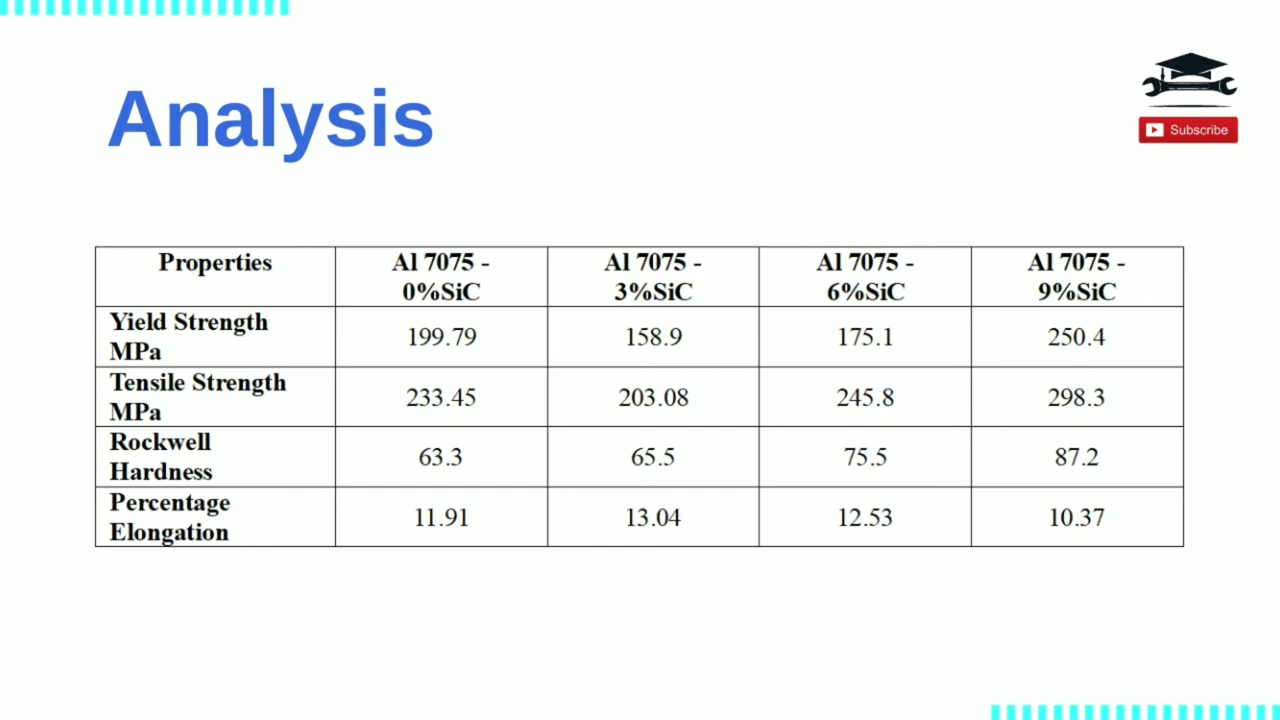 Analysis
Subscribe
Properties
Al 7075 -
0%SiC
Al 7075 -
3%SiC
Al 7075 -
6%SiC
Al 7075 -
9%SiC
Yield Strength
MPa
199.79
158.9
175.1
250.4
Tensile Strength
MPa
233.45
203.08
245.8
298.3
Rockwell
Hardness
63.3
65.5
75.5
87.2
Percentage
Elongation
11.91
13.04
12.53
10.37